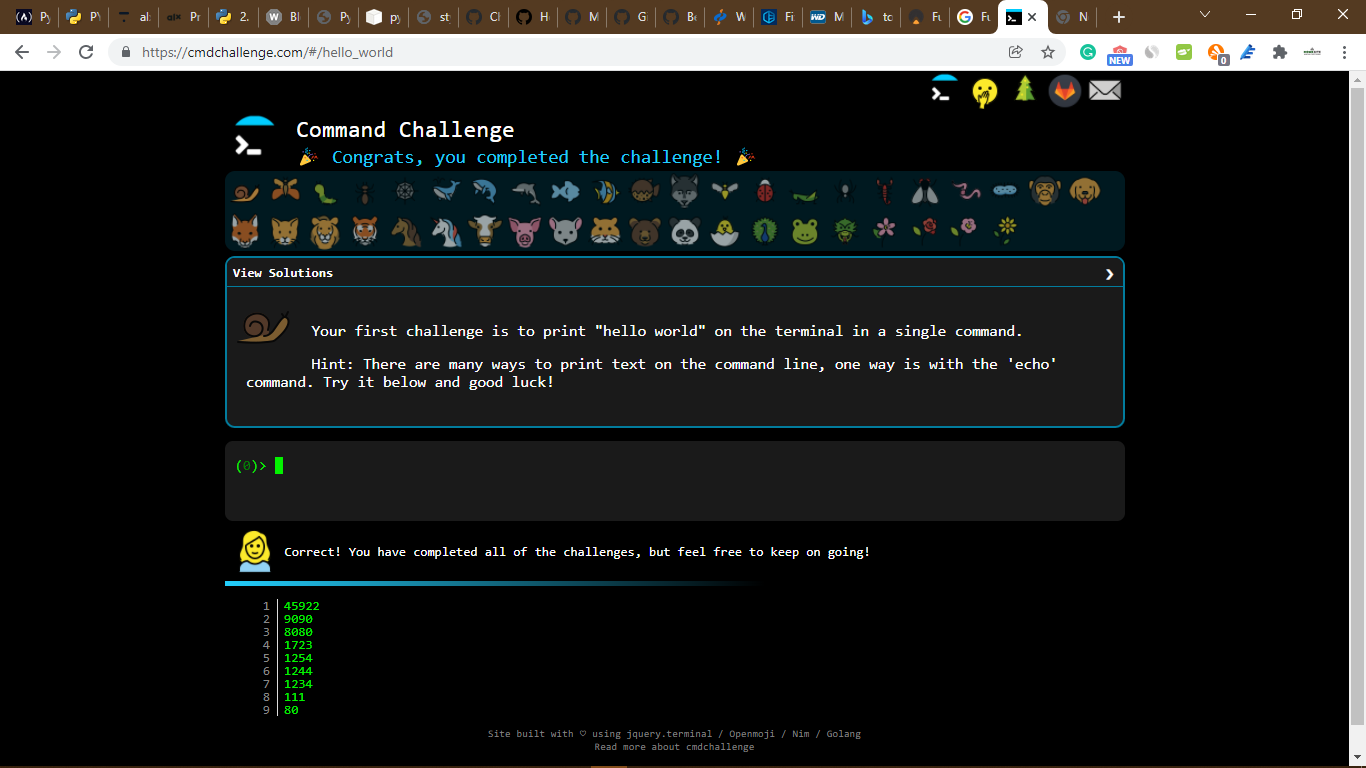 Py
PY
al:
Pr
2.
Bl
Py
py
st
Cl
H
M
G
Be
W
Fi
WD M
tc
Fu
Fu
N
https://cmdchallenge.com/#/hello_world
NEW
0
Command Challenge
Congrats, you completed the challenge!
View Solutions
Your first challenge is to print "hello world" on the terminal in a single command.
Hint: There are many ways to print text on the command line, one way is with the 'echo'
command. Try it below and good luck!
(0)>
Correct! You have completed all of the challenges, but feel free to keep on going!
1 45922
2 9090
3 8080
4 1723
5 1254
6 1244
7 1234
8 111
9 80
Site built with ♡ using jquery.terminal / Openmoji / Nim / Golang
Read more about cmdchallenge